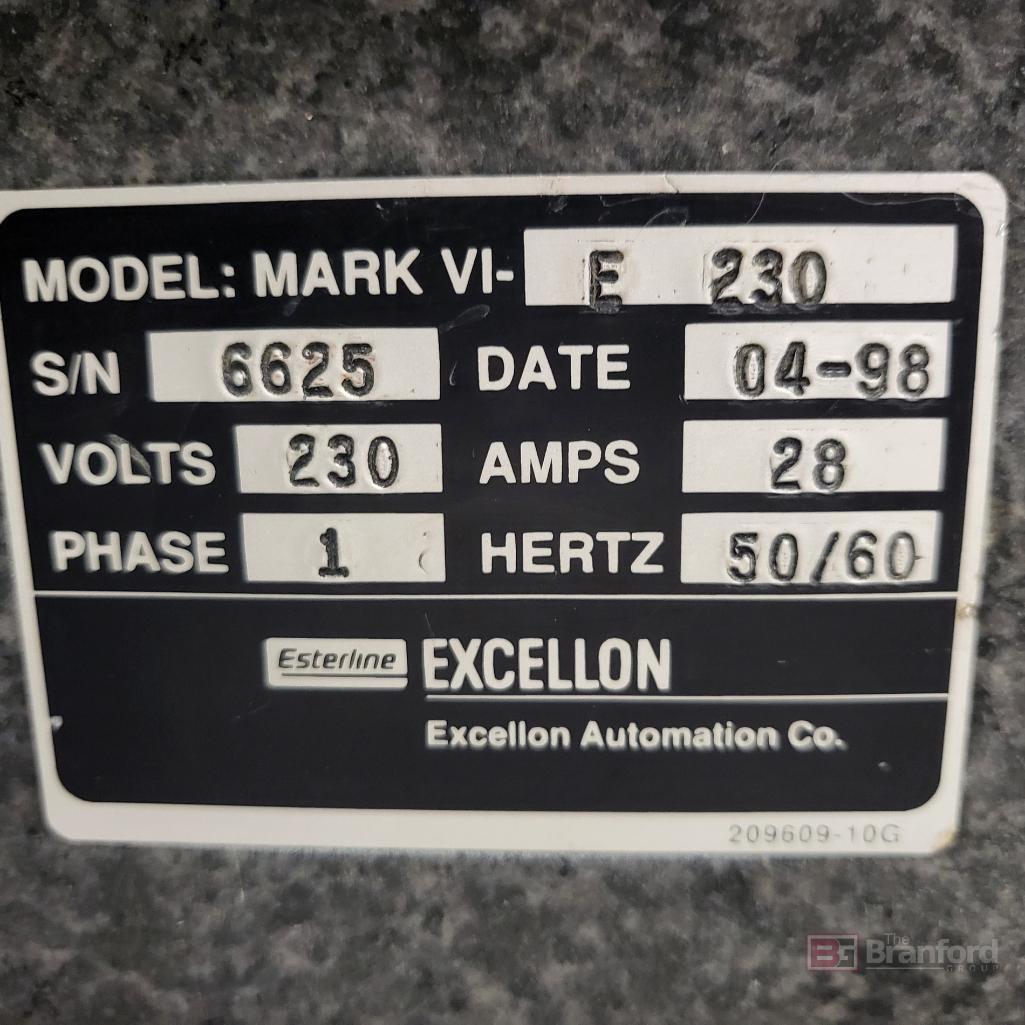 MODEL: MARK VI- E 230
S/N 6625 DATE 04-98
VOLTS 230 AMPS 28
PHASE 1 HERTZ 50/60
Esterline EXCELLON
Excellon Automation Co.
209609-10G
BG The Branford GROUP